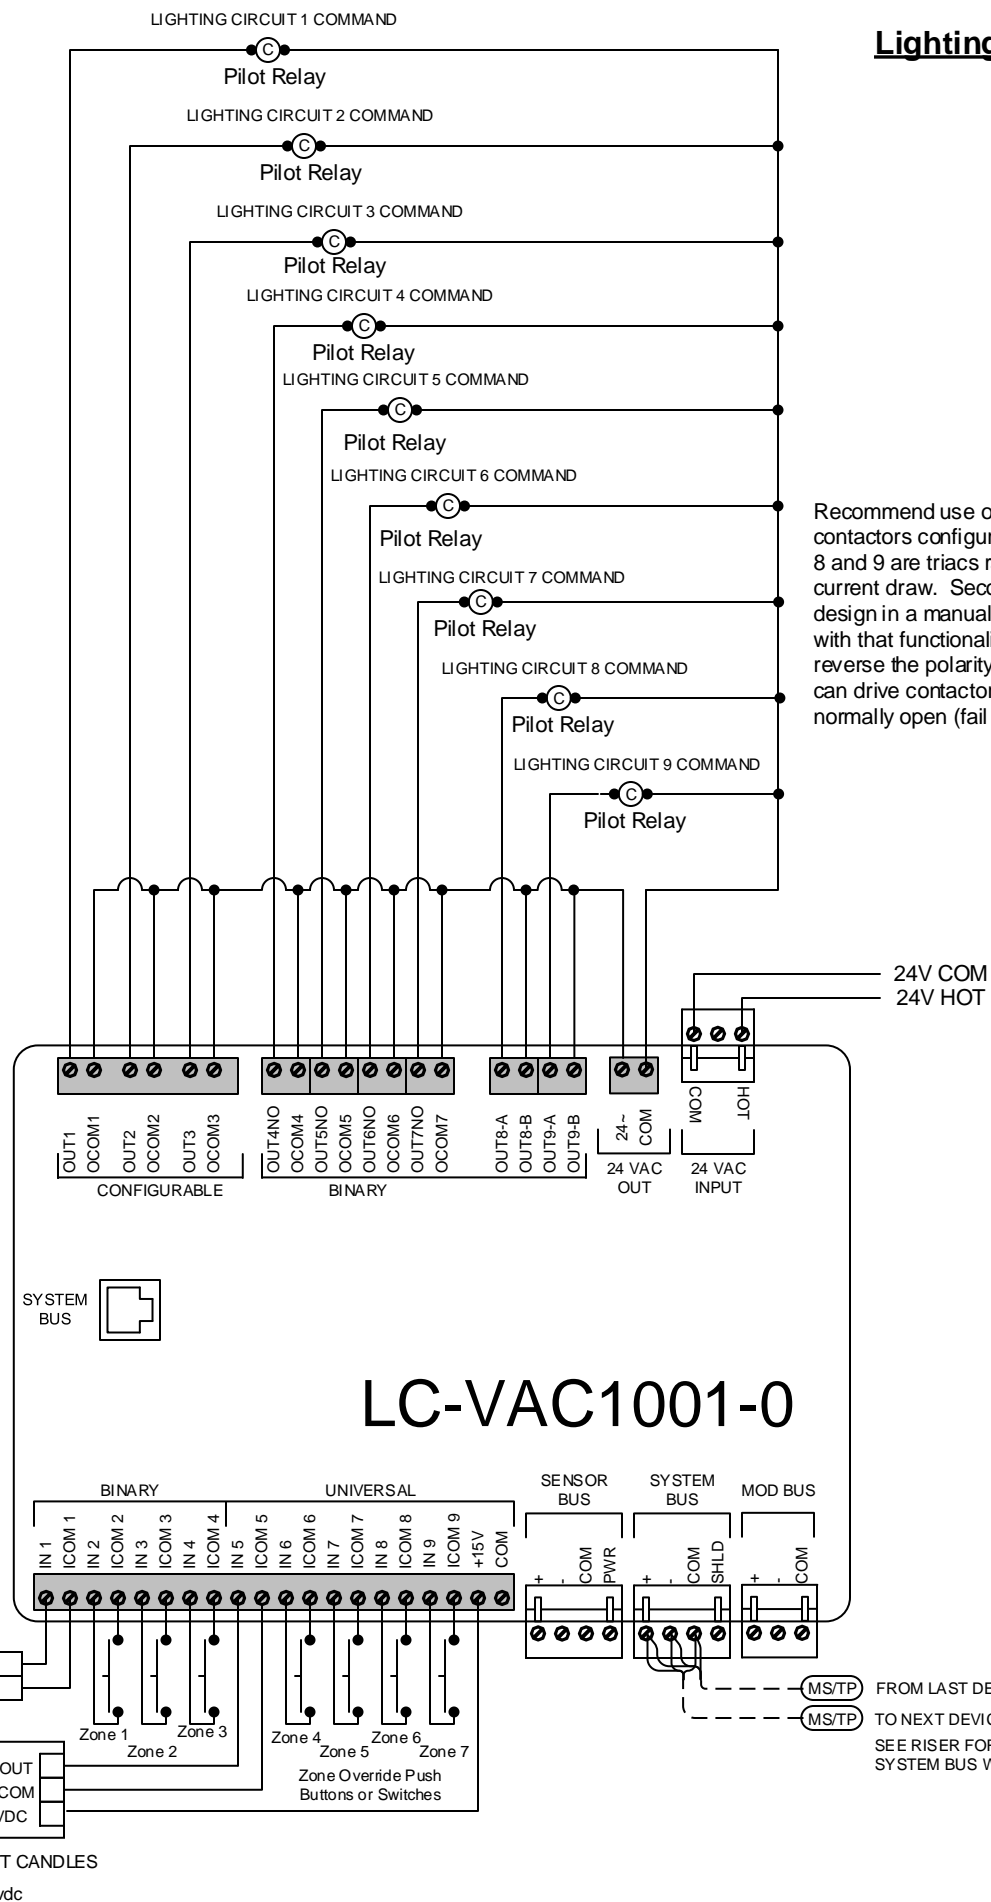 LIGHTING CIRCUIT 1 COMMAND
C
Pilot Relay
Lighting
LIGHTING CIRCUIT 2 COMMAND
C
Pilot Relay
LIGHTING CIRCUIT 3 COMMAND
C
Pilot Relay
LIGHTING CIRCUIT 4 COMMAND
C
Pilot Relay
LIGHTING CIRCUIT 5 COMMAND
C
Pilot Relay
LIGHTING CIRCUIT 6 COMMAND
C
Pilot Relay
LIGHTING CIRCUIT 7 COMMAND
C
Pilot Relay
LIGHTING CIRCUIT 8 COMMAND
C
Pilot Relay
LIGHTING CIRCUIT 9 COMMAND
C
Pilot Relay
Recommend use o
contactors configu
8 and 9 are triacs r
current draw. Seco
design in a manual
with that functionali
reverse the polarity
can drive contactor
normally open (fail
24V COM
24V HOT
OUT1
OCOM1
OUT2
OCOM2
OUT3
OCOM3
CONFIGURABLE
OUT4NO
OCOM4
OUT5NO
OCOM5
OUT6NO
OCOM6
OUT7NO
OCOM7
OUT8-A
OUT8-B
OUT9-A
OUT9-B
BINARY
24~
COM
24 VAC
OUT
COM
HOT
24 VAC
INPUT
SYSTEM
BUS
LC-VAC1001-0
BINARY
IN 1
ICOM 1
IN 2
ICOM 2
IN 3
ICOM 3
IN 4
ICOM 4
UNIVERSAL
IN 5
ICOM 5
IN 6
ICOM 6
IN 7
ICOM 7
IN 8
ICOM 8
IN 9
ICOM 9
+15V
COM
SENSOR
BUS
+
-
COM
PWR
SYSTEM
BUS
+
-
COM
SHLD
MOD BUS
+
-
COM
Zone 1
Zone 2
Zone 3
Zone 4
Zone 5
Zone 6
Zone 7
Zone Override Push
Buttons or Switches
MS/TP
FROM LAST DE
MS/TP
TO NEXT DEVIC
SEE RISER FOR
SYSTEM BUS W
OUT
COM
VDC
T CANDLES
vdc